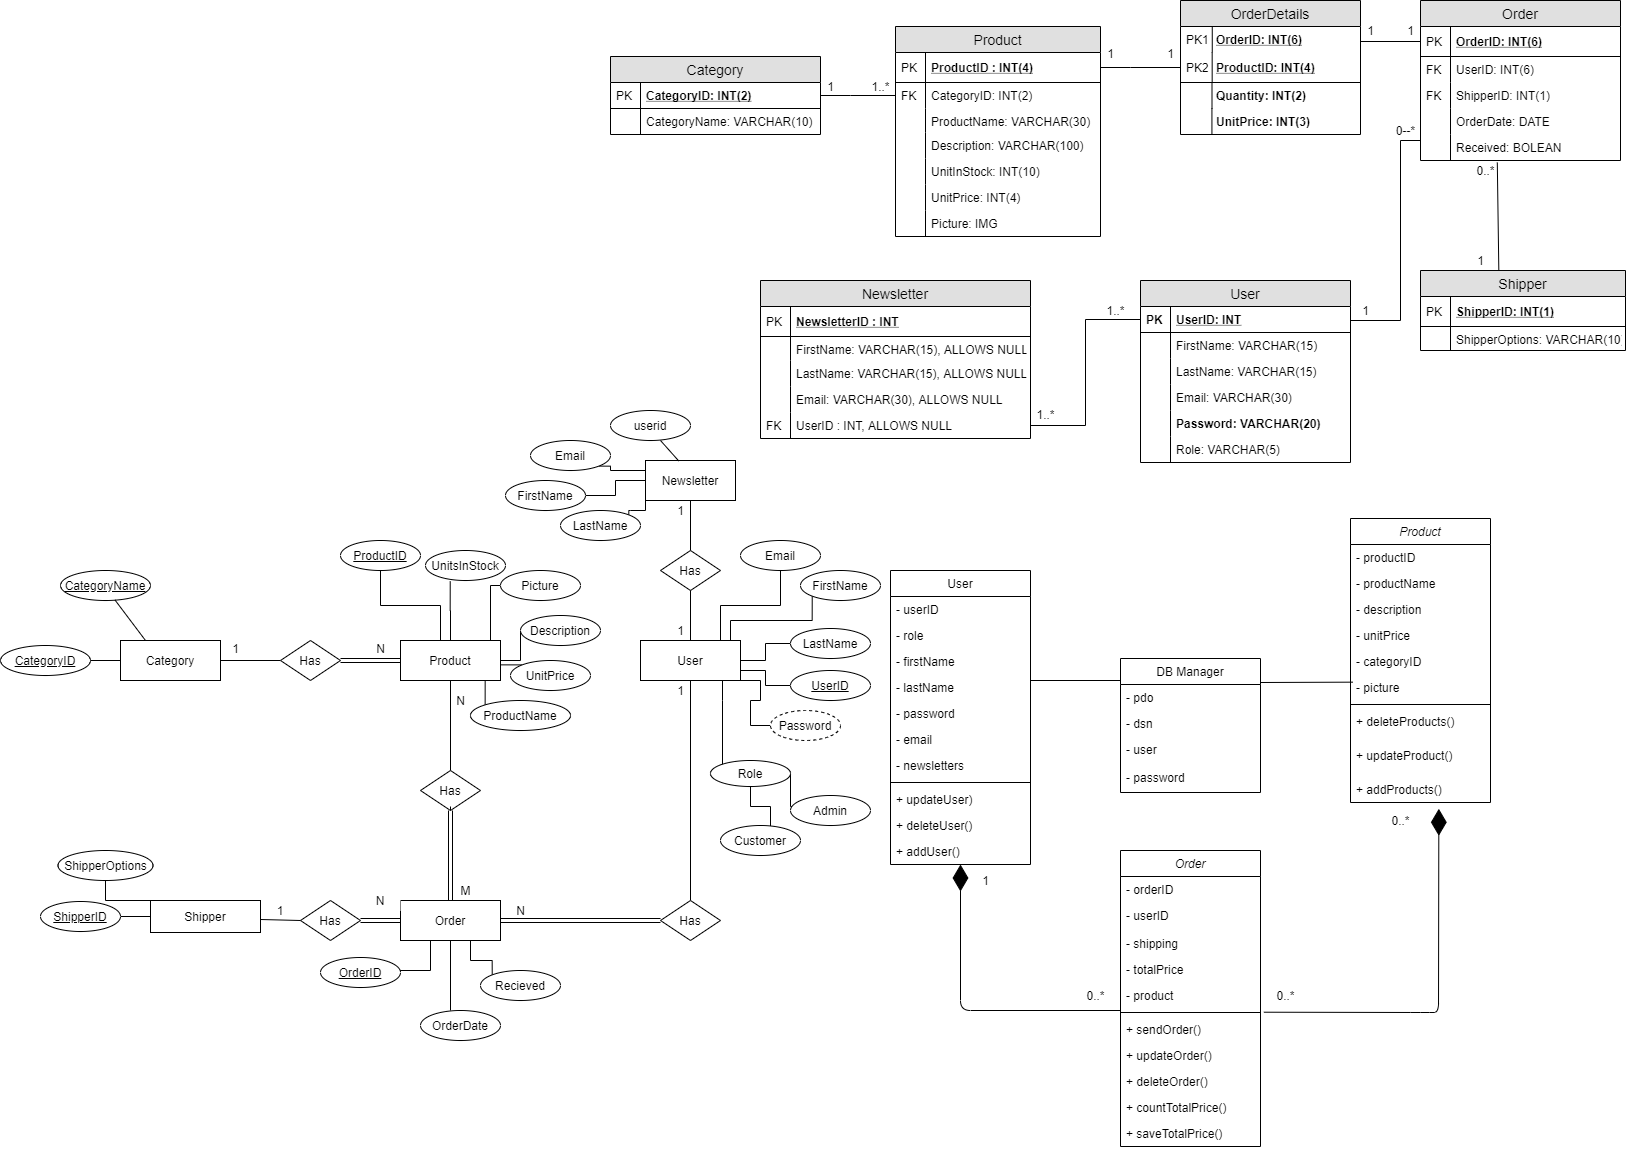 Category
PK CategoryID: INT(2)
CategoryName: VARCHAR(10)
1
1..*
Product
PK ProductID : INT(4)
FK CategoryID: INT(2)
ProductName: VARCHAR(30)
Description: VARCHAR(100)
UnitInStock: INT(10)
UnitPrice: INT(4)
Picture: IMG
1
1
OrderDetails
PK1 OrderID: INT(6)
PK2 ProductID: INT(4)
Quantity: INT(2)
UnitPrice: INT(3)
1
1
Order
PK OrderID: INT(6)
FK UserID: INT(6)
FK ShipperID: INT(1)
OrderDate: DATE
Received: BOLEAN
0--*
0..*
1
Shipper
PK ShipperID: INT(1)
ShipperOptions: VARCHAR(10
Newsletter
PK NewsletterID : INT
FirstName: VARCHAR(15), ALLOWS NULL
LastName: VARCHAR(15), ALLOWS NULL
Email: VARCHAR(30), ALLOWS NULL
FK UserID : INT, ALLOWS NULL
1..*
1..*
User
PK UserID: INT
FirstName: VARCHAR(15)
LastName: VARCHAR(15)
Email: VARCHAR(30)
Password: VARCHAR(20)
Role: VARCHAR(5)
1
userid
Email
FirstName
LastName
Newsletter
1
Has
1
User
Email
FirstName
LastName
UserID
Password
Role
Admin
Customer
1
CategoryName
CategoryID
Category
1
Has
N
Product
ProductID
UnitsInStock
Picture
Description
UnitPrice
ProductName
N
Has
M
ShipperOptions
ShipperID
Shipper
1
Has
N
Order
N
Has
OrderID
Recieved
OrderDate
User
- userID
- role
- firstName
- lastName
- password
- email
- newsletters
+ updateUser)
+ deleteUser()
+ addUser()
1
0..*
DB Manager
- pdo
- dsn
- user
- password
Product
- productID
- productName
- description
- unitPrice
- categoryID
- picture
+ deleteProducts()
+ updateProduct()
+ addProducts()
0..*
0..*
Order
- orderID
- userID
- shipping
- totalPrice
- product
+ sendOrder()
+ updateOrder()
+ deleteOrder()
+ countTotalPrice()
+ saveTotalPrice()